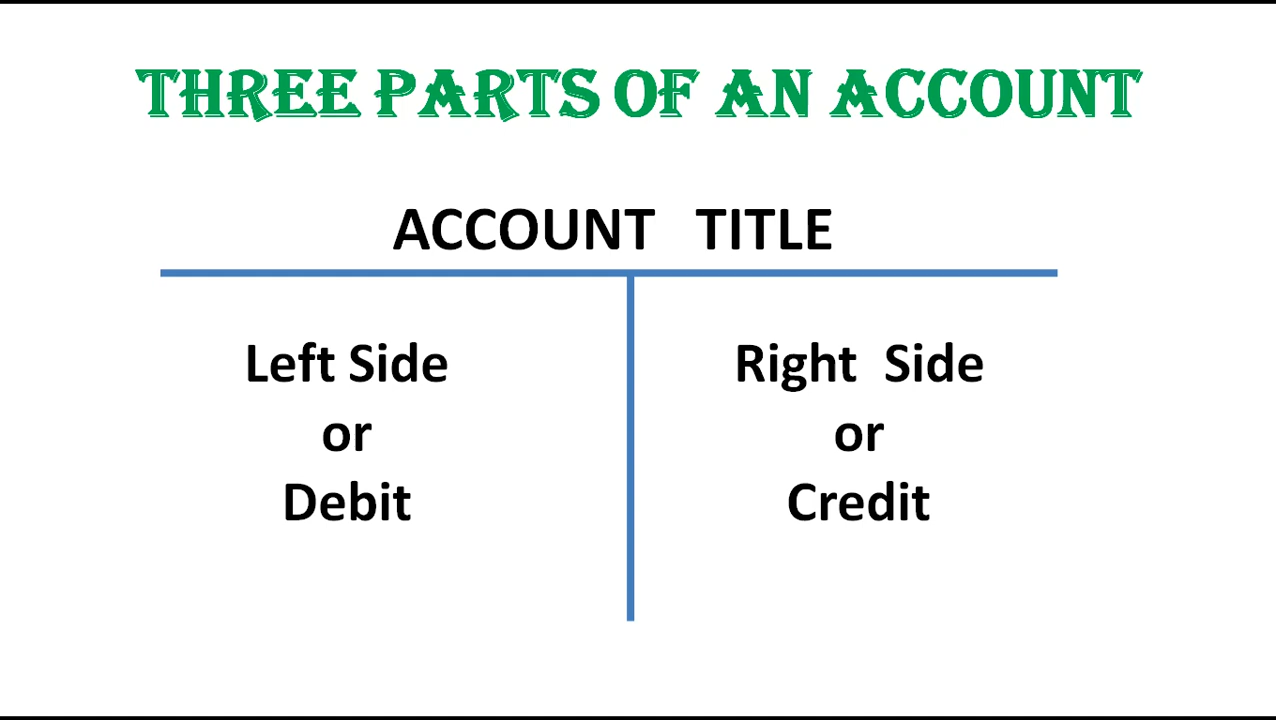 THREE PARTS OF AN ACCOUNT
ACCOUNT TITLE
Left Side
or
Debit
Right Side
or
Credit